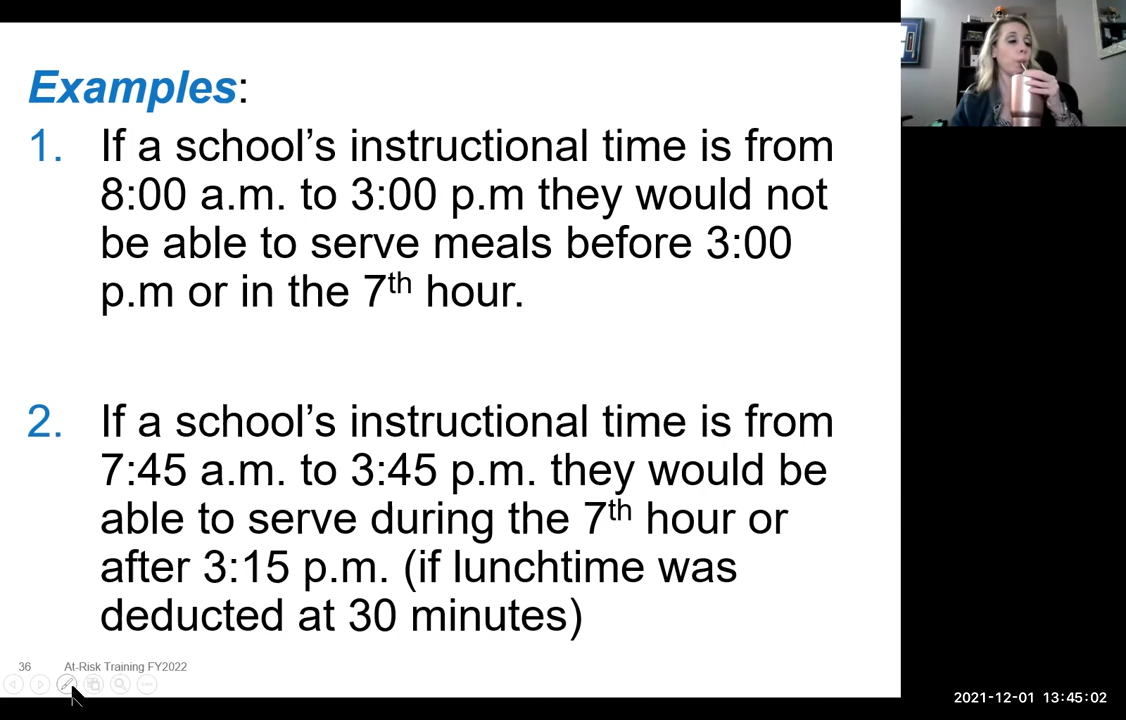 Examples:
1. If a school's instructional time is from
8:00 a.m. to 3:00 p.m they would not
be able to serve meals before 3:00
p.m or in the 7th hour.
2. If a school's instructional time is from
7:45 a.m. to 3:45 p.m. they would be
able to serve during the 7th hour or
after 3:15 p.m. (if lunchtime was
deducted at 30 minutes)
36 At-Risk Training FY2022
2021-12-01 13:45:02